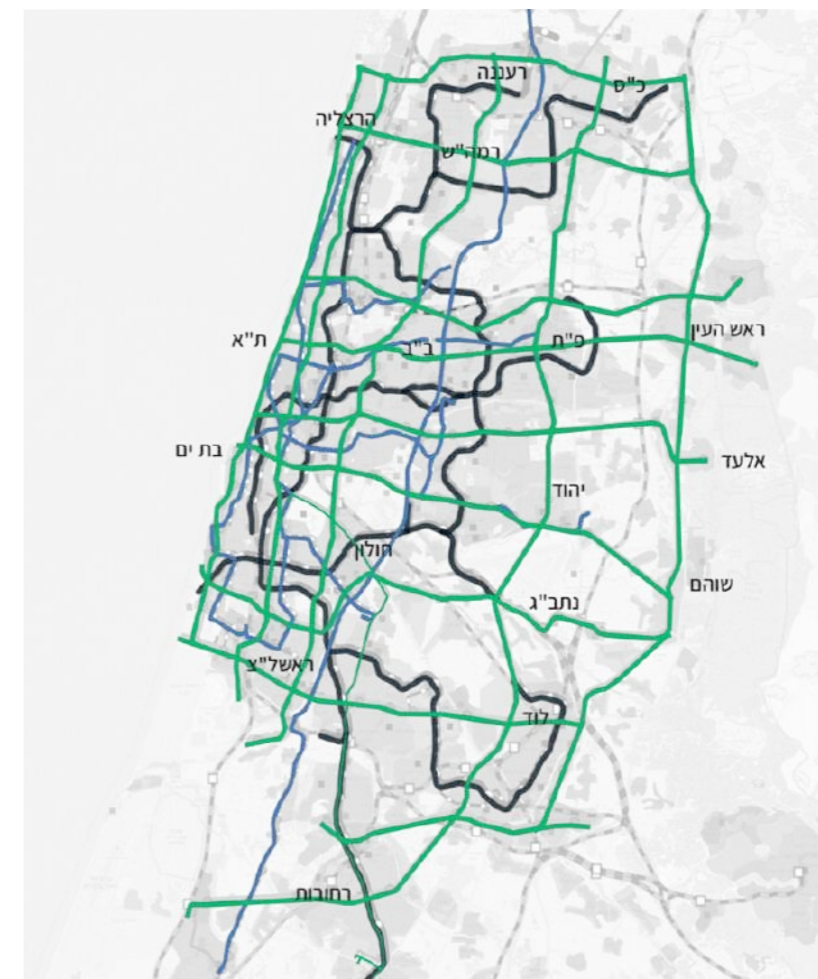 רעננה
כ"ס
הרצליה
רמה"ש
ראש העין
ת"א
ב"ב
פ"ת
בת ים
אלעד
יהוד
חולון
שוהם
נתב"ג
ראשל"צ
לוד
רחובות